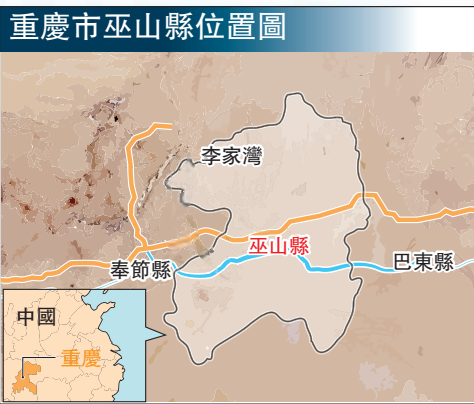 重慶市巫山縣位置圖
李家灣
巫山縣
奉節縣
巴東縣
中國
重慶